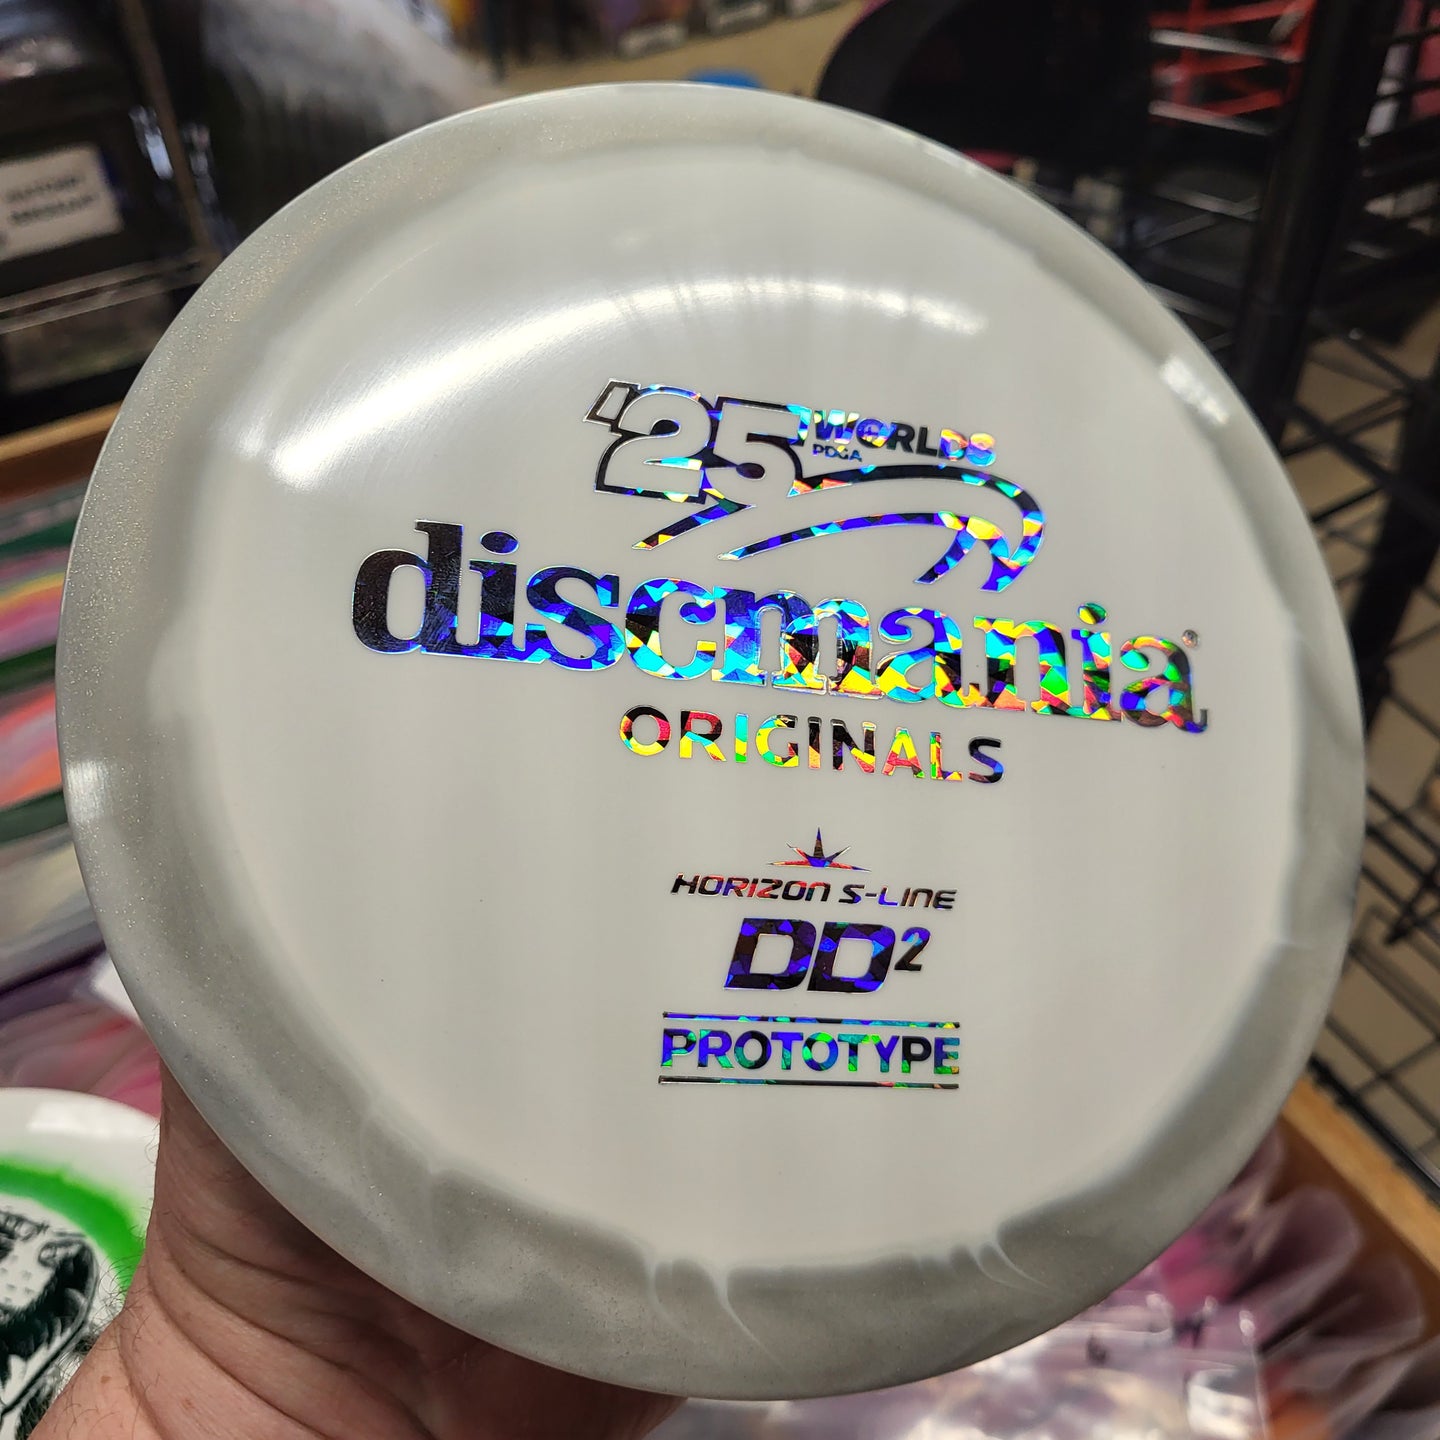 '25 WORLDS
PDGA
discmania®
ORIGINALS
HORIZON S-LINE
DD²
PROTOTYPE